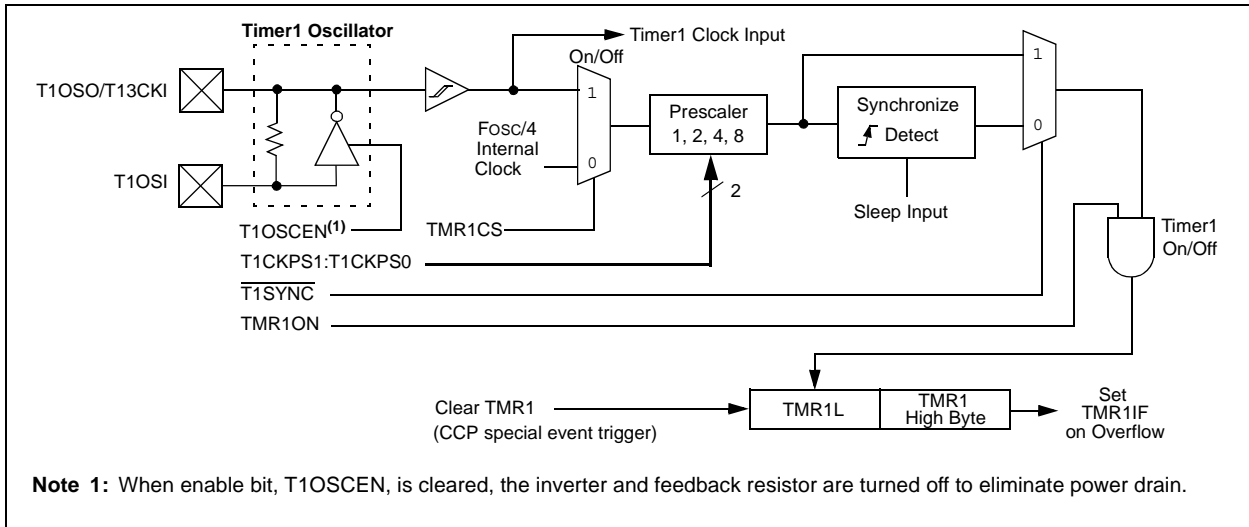 Timer1 Oscillator
Timer1 Clock Input
On/Off
T1OSO/T13CKI
1
1
Prescaler
1, 2, 4, 8
Synchronize
Detect
FOSC/4
Internal
Clock
0
0
T1OSI
2
Sleep Input
T1OSCEN(1)
TMR1CS
Timer1
On/Off
T1CKPS1:T1CKPS0
T1SYNC
TMR1ON
Clear TMR1
(CCP special event trigger)
TMR1L
TMR1
High Byte
Set
TMR1IF
on Overflow
Note 1: When enable bit, T1OSCEN, is cleared, the inverter and feedback resistor are turned off to eliminate power drain.